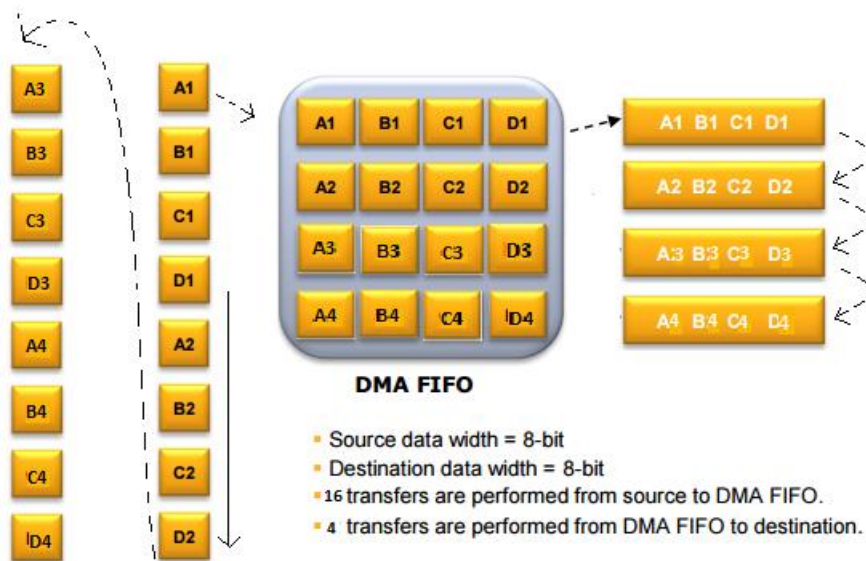 A3
B3
C3
D3
A4
B4
C4
D4
A1
B1
C1
D1
A2
B2
C2
D2
A1 B1 C1 D1
A2 B2 C2 D2
A3 B3 C3 D3
A4 B4 C4 D4
DMA FIFO
A1 B1 C1 D1
A2 B2 C2 D2
A3 B3 C3 D3
A4 B4 C4 D4
Source data width = 8-bit
Destination data width = 8-bit
16 transfers are performed from source to DMA FIFO.
4 transfers are performed from DMA FIFO to destination.